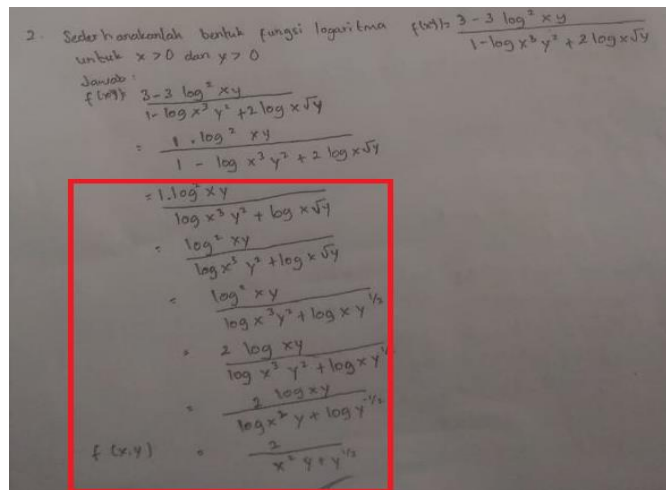 2. Sederhanakanlah bentuk fungsi logaritma f(x,y) = 3 - 3 log² xy / 1 - log x³ y² + 2 log x √y
untuk x > 0 dan y > 0
Jawab :
f(x,y) = 3 - 3 log² xy / 1 - log x³ y² + 2 log x √y
= 1 . log² xy / 1 - log x³ y² + 2 log x √y
= 1. log² xy / log x³ y² + log x √y
= log² xy / log x³ y² + log x √y
= log² xy / log x³ y² + log x y^1/2
= 2 log xy / log x³ y² + log x y^1/
= 2 log xy / log x² y + log y^1/2
f (x,y) = 2 / x² y + y^1/2